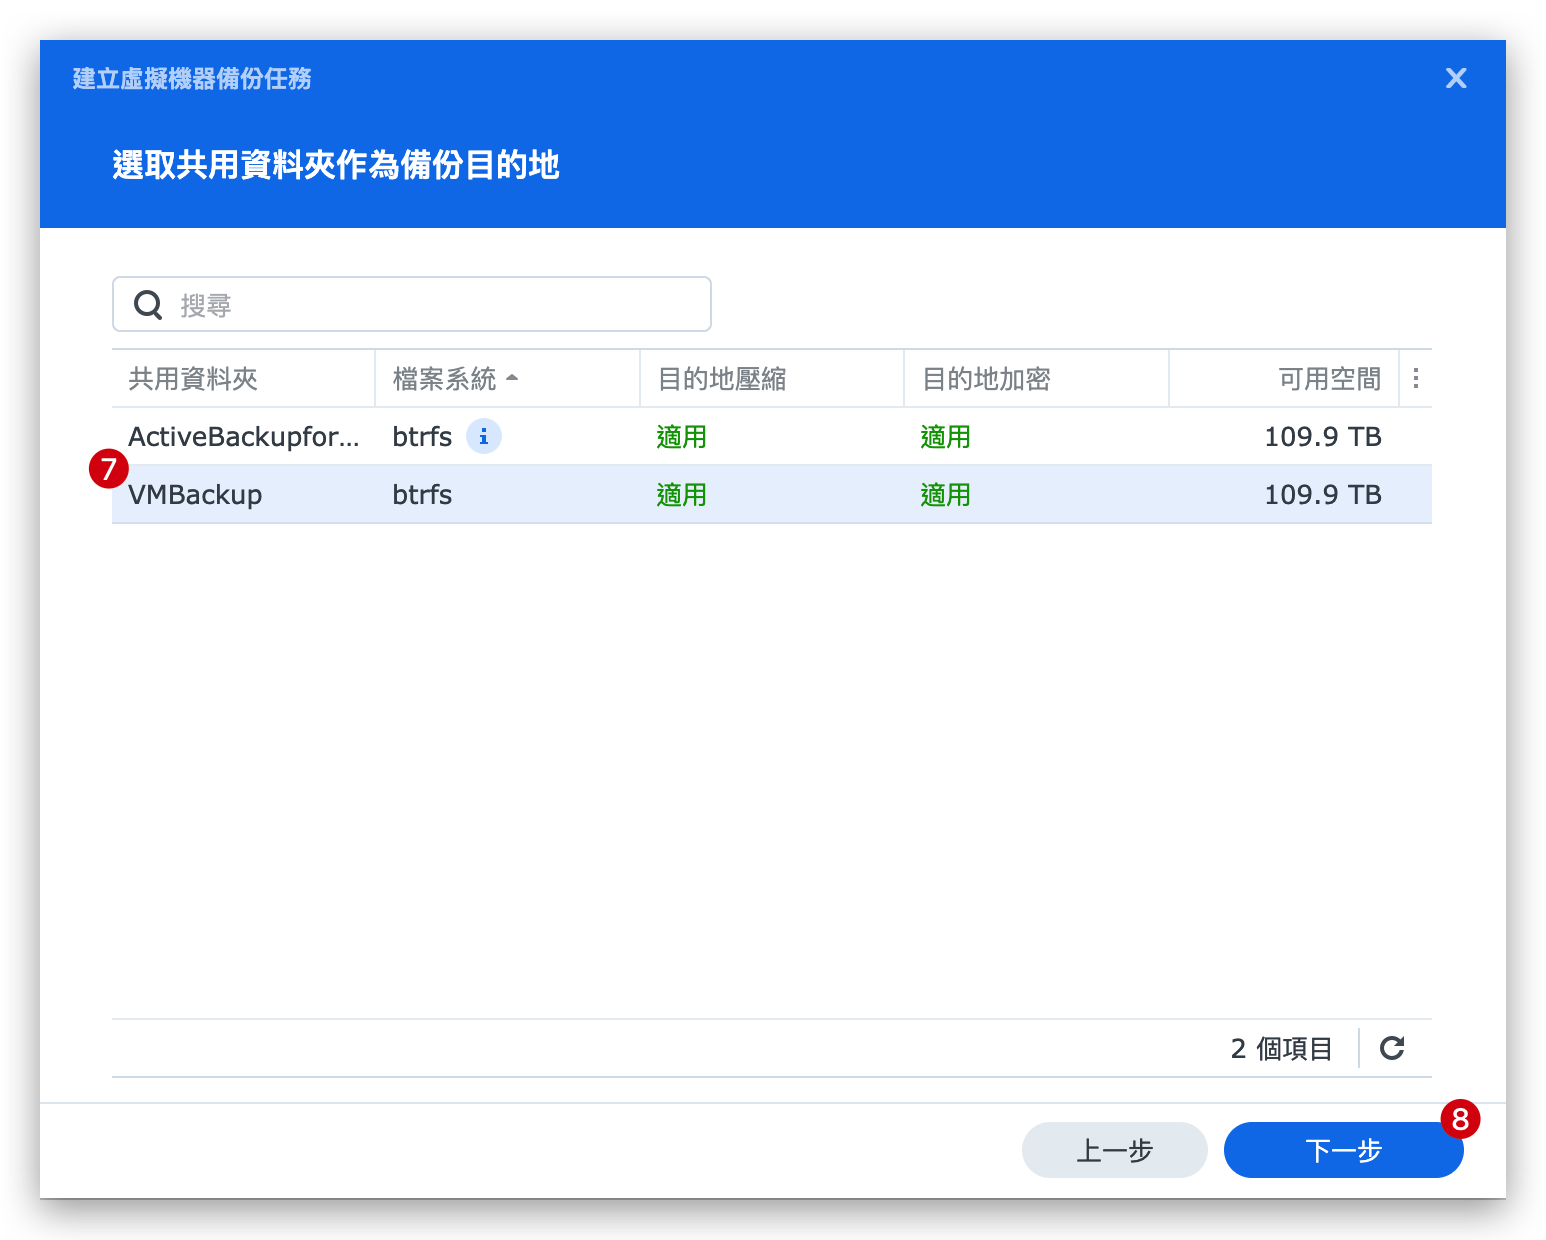 建立虛擬機器備份任務
選取共用資料夾作為備份目的地
搜尋
共用資料夾 檔案系統 目的地壓縮 目的地加密 可用空間
ActiveBackupfor... btrfs i 適用 適用 109.9 TB
7
VMBackup btrfs 適用 適用 109.9 TB
2 個項目
8
上一步 下一步